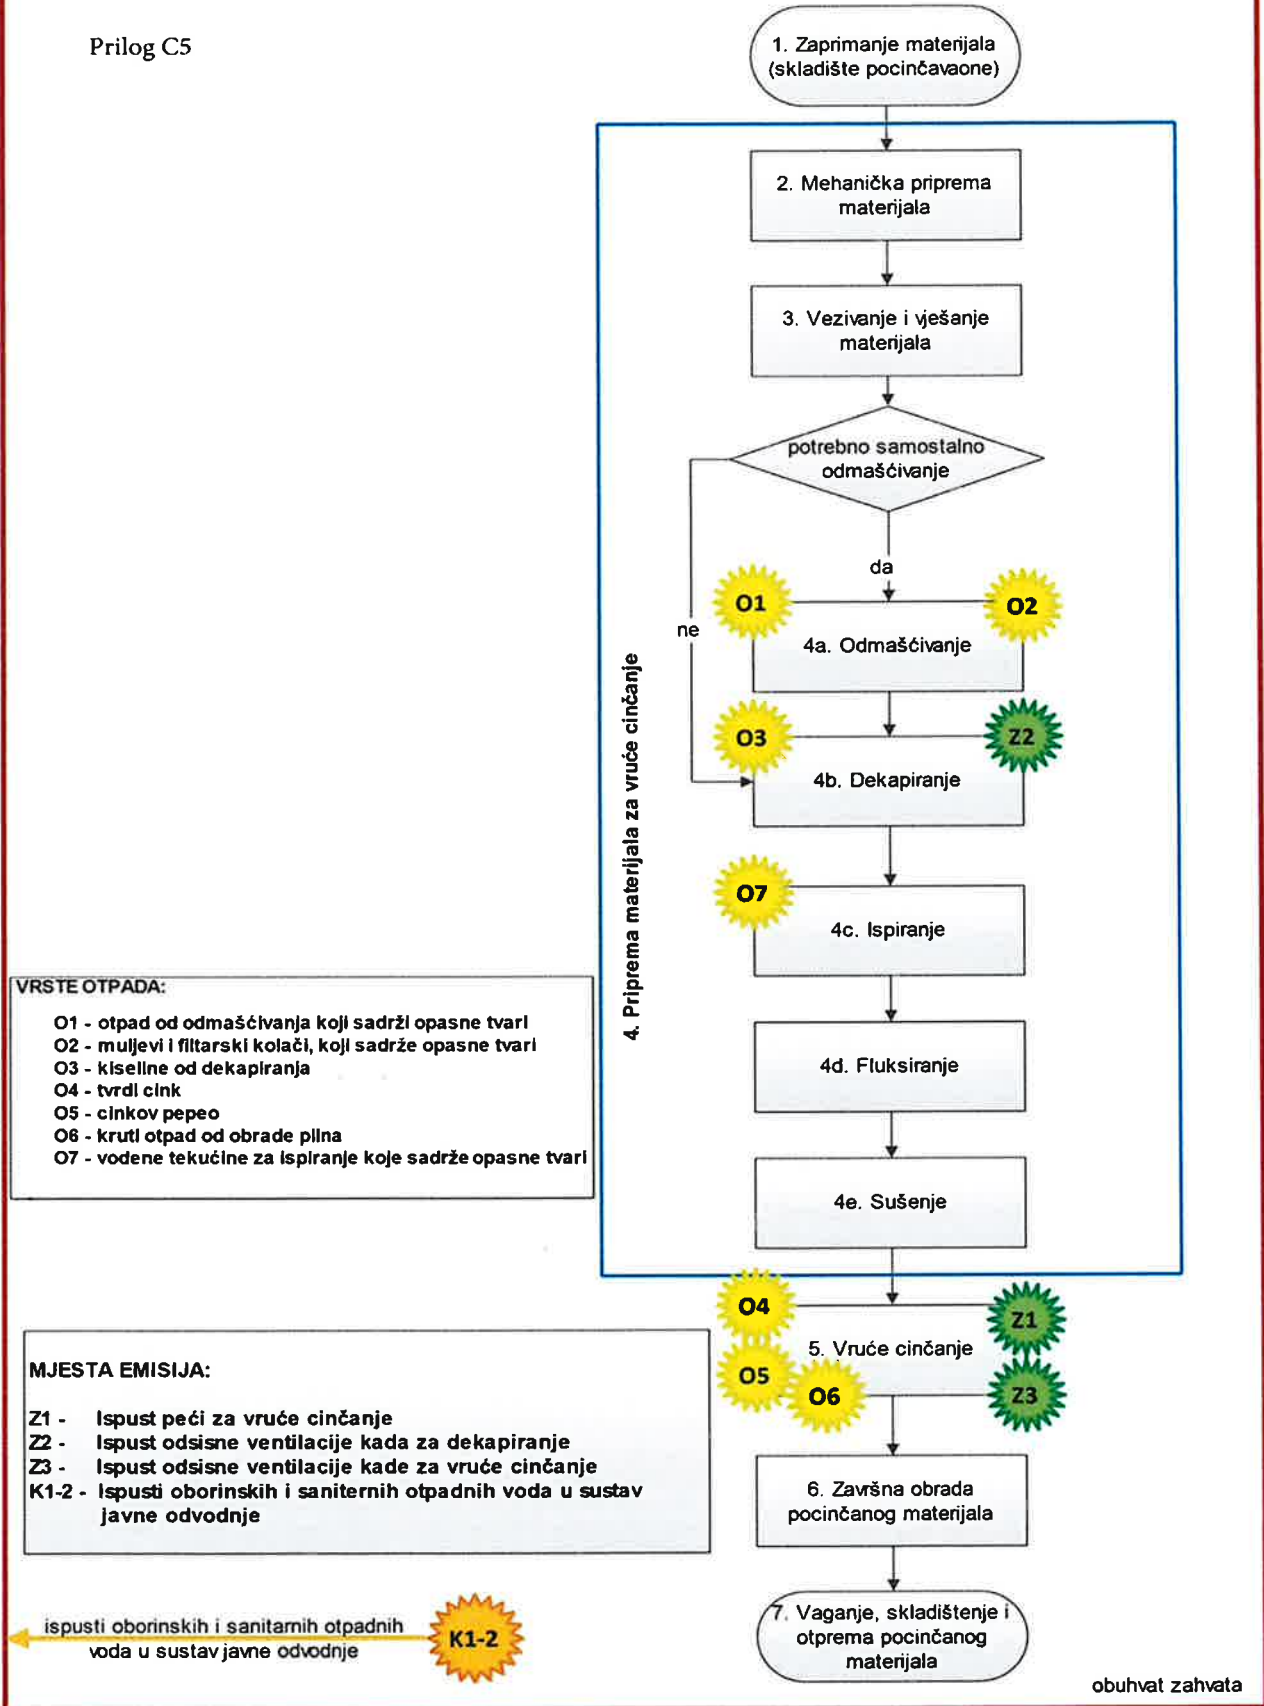 Prilog C5
1. Zaprimanje materijala
(skladište pocinčavaone)
2. Mehanička priprema
materijala
3. Vezivanje i vješanje
materijala
potrebno samostalno
odmašćivanje
da
ne
O1
O2
4a. Odmašćivanje
O3
Z2
4b. Dekapiranje
O7
4c. Ispiranje
4d. Fluksiranje
4e. Sušenje
4. Priprema materijala za vruće cinčanje
O4
Z1
5. Vruće cinčanje
O5
O6
Z3
6. Završna obrada
pocinčanog materijala
7. Vaganje, skladištenje i
otprema pocinčanog
materijala
VRSTE OTPADA:
O1 - otpad od odmašćivanja koji sadrži opasne tvari
O2 - muljevi i filtarski kolači, koji sadrže opasne tvari
O3 - kiseline od dekapiranja
O4 - tvrdi cink
O5 - cinkov pepeo
O6 - kruti otpad od obrade plina
O7 - vodene tekućine za ispiranje koje sadrže opasne tvari
MJESTA EMISIJA:
Z1 - Ispust peći za vruće cinčanje
Z2 - Ispust odsisne ventilacije kada za dekapiranje
Z3 - Ispust odsisne ventilacije kade za vruće cinčanje
K1-2 - Ispusti oborinskih i saniternih otpadnih voda u sustav
javne odvodnje
ispusti oborinskih i sanitarnih otpadnih
voda u sustav javne odvodnje
K1-2
obuhvat zahvata